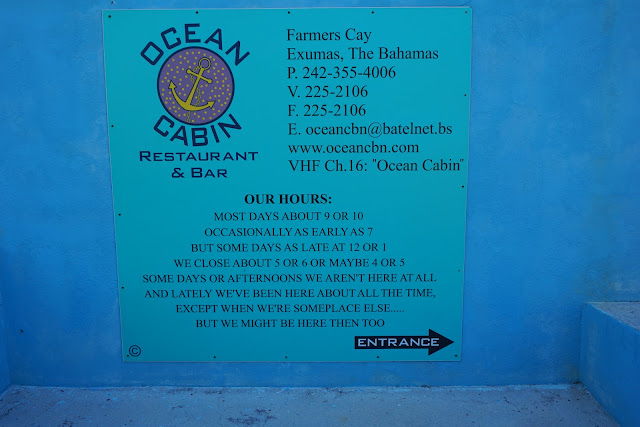 OCEAN
CABIN
RESTAURANT
& BAR
Farmers Cay
Exumas, The Bahamas
P. 242-355-4006
V. 225-2106
F. 225-2106
E. oceancbn@batelnet.bs
www.oceancbn.com
VHF Ch.16: "Ocean Cabin"
OUR HOURS:
MOST DAYS ABOUT 9 OR 10
OCCASIONALLY AS EARLY AS 7
BUT SOME DAYS AS LATE AT 12 OR 1
WE CLOSE ABOUT 5 OR 6 OR MAYBE 4 OR 5
SOME DAYS OR AFTERNOONS WE AREN'T HERE AT ALL
AND LATELY WE'VE BEEN HERE ABOUT ALL THE TIME,
EXCEPT WHEN WE'RE SOMEPLACE ELSE.....
BUT WE MIGHT BE HERE THEN TOO
ENTRANCE
©